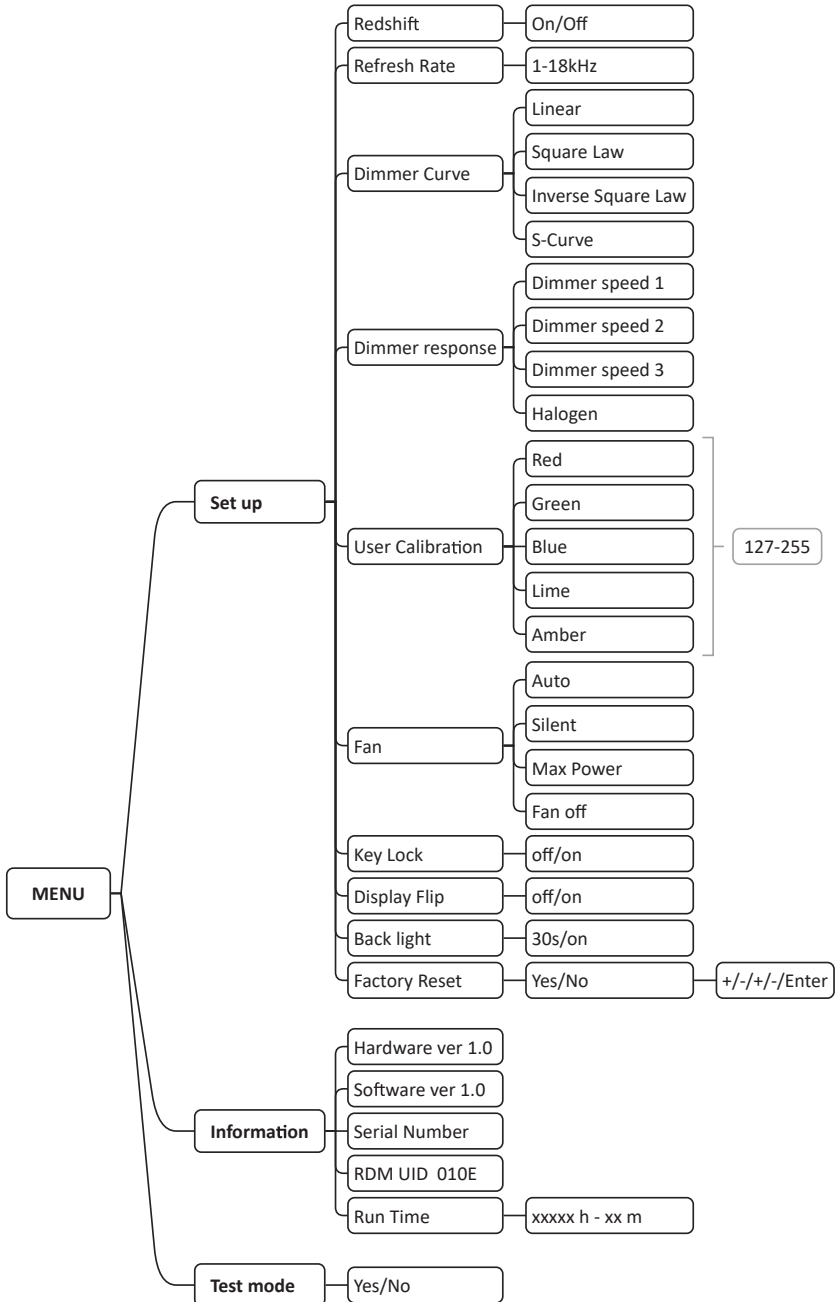 Redshift
On/Off
Refresh Rate
1-18kHz
Linear
Square Law
Dimmer Curve
Inverse Square Law
S-Curve
Dimmer speed 1
Dimmer speed 2
Dimmer response
Dimmer speed 3
Halogen
Red
Set up
Green
User Calibration
Blue
127-255
Lime
Amber
Auto
Silent
Fan
Max Power
Fan off
Key Lock
off/on
MENU
Display Flip
off/on
Back light
30s/on
Factory Reset
Yes/No
+/-/+/-/Enter
Hardware ver 1.0
Software ver 1.0
Information
Serial Number
RDM UID 010E
Run Time
xxxxx h - xx m
Test mode
Yes/No